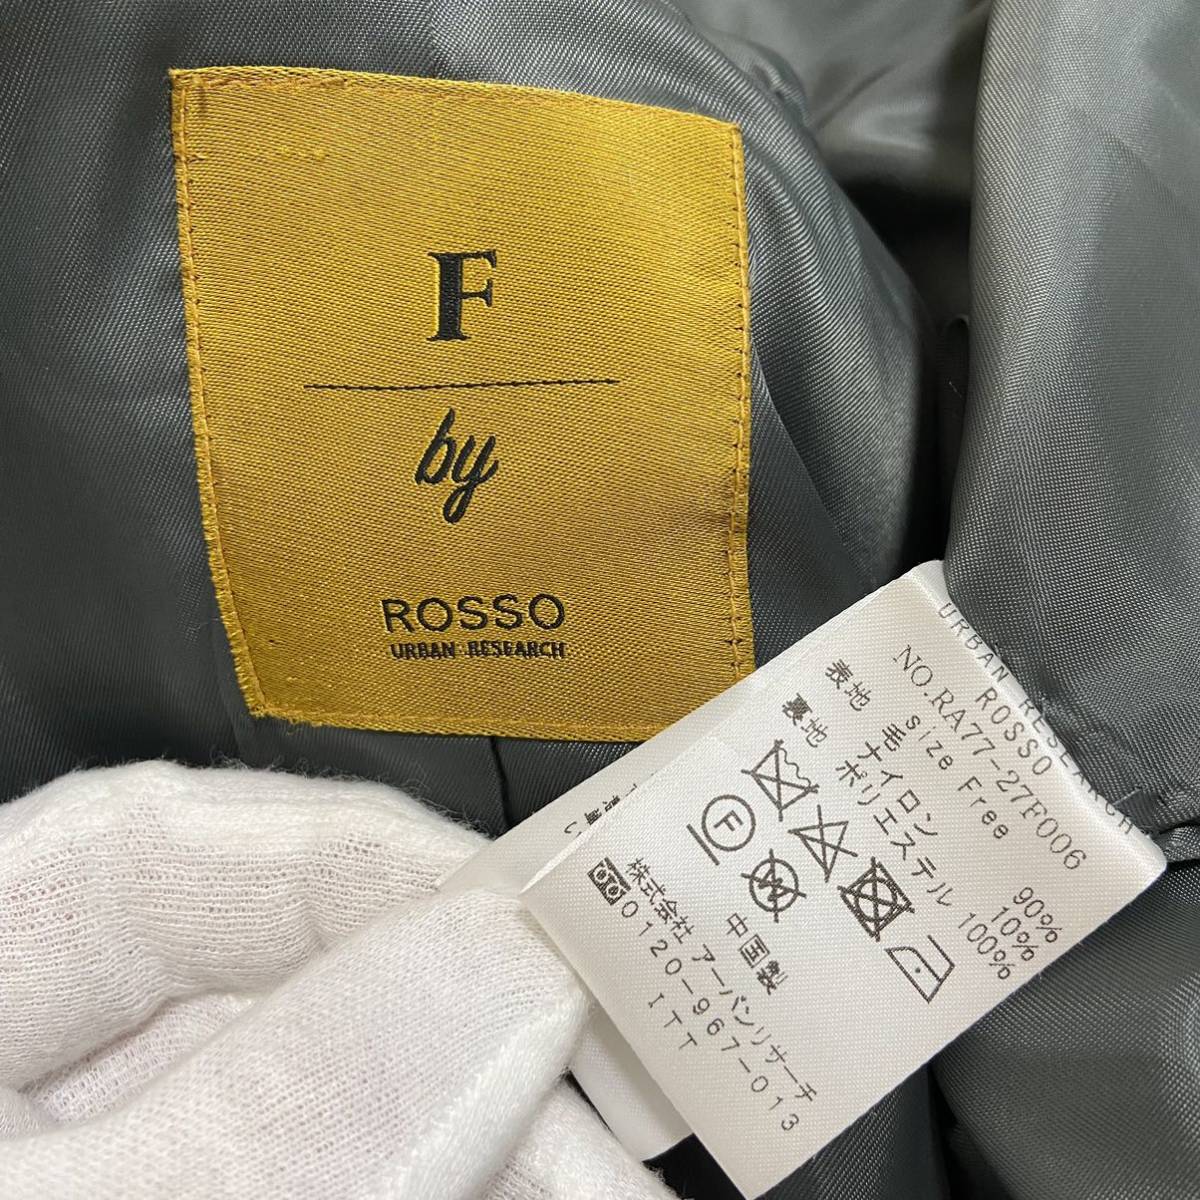 F
by
ROSSO
URBAN RESEARCH
URBAN RESEARCH
ROSSO
NO.RA77-27F006
size Free
表地 毛 90%
ナイロン 10%
裏地 ポリエステル 100%
F
W
中国製
株式会社 アーバンリサーチ
0120-967-013
ITT